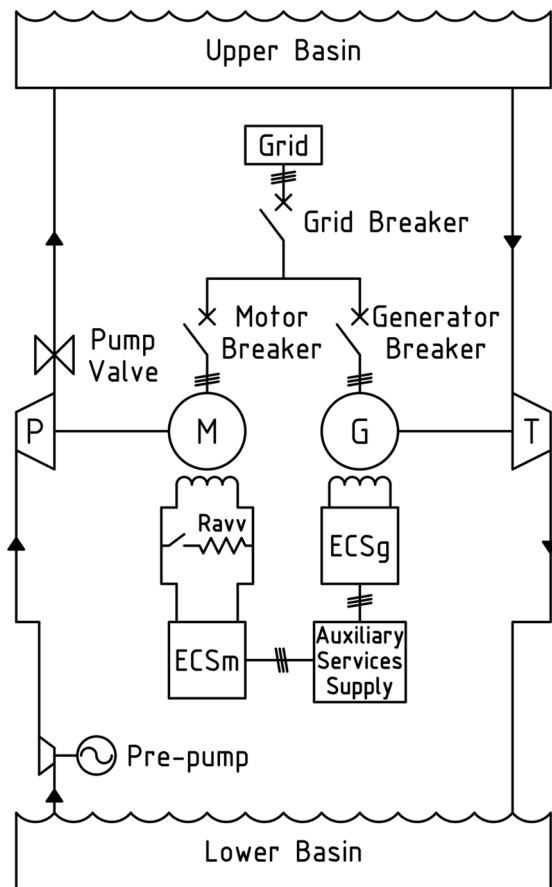 Upper Basin
Grid
Grid Breaker
Motor
Breaker
Generator
Breaker
Pump
Valve
P
M
G
T
Ravv
ECSg
ECSm
Auxiliary
Services
Supply
Pre-pump
Lower Basin